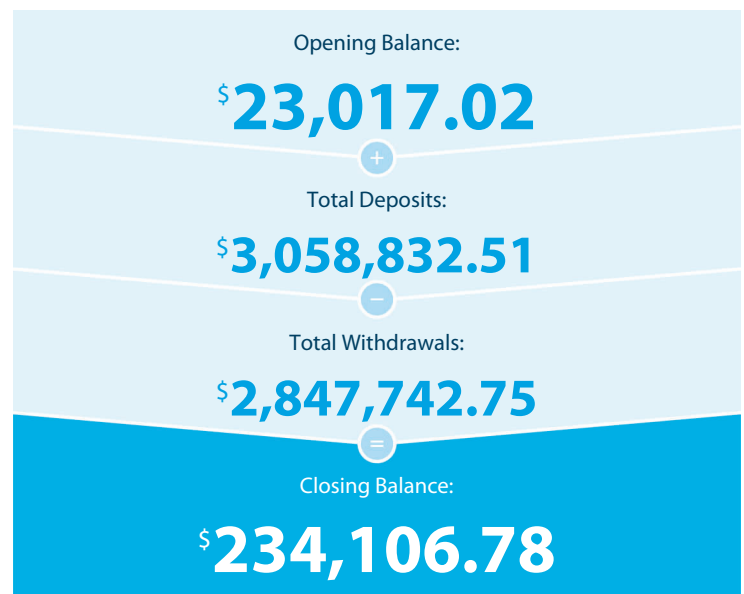 Opening Balance:
$23,017.02
+
Total Deposits:
$3,058,832.51
−
Total Withdrawals:
$2,847,742.75
=
Closing Balance:
$234,106.78